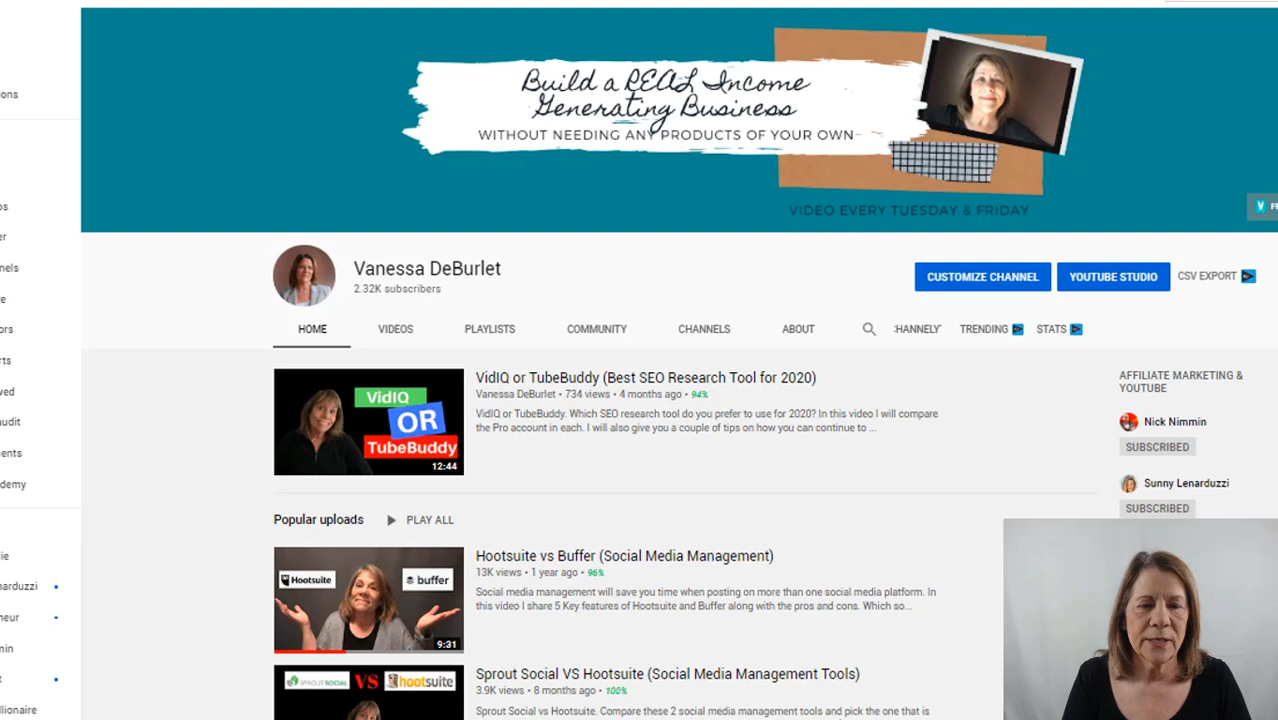 Build a REAL Income
Generating Business
WITHOUT NEEDING ANY PRODUCTS OF YOUR OWN
VIDEO EVERY TUESDAY & FRIDAY
Vanessa DeBurlet
2.32K subscribers
CUSTOMIZE CHANNEL
YOUTUBE STUDIO
CSV EXPORT
HOME VIDEOS PLAYLISTS COMMUNITY CHANNELS ABOUT TRENDING STATS
VidIQ
OR
TubeBuddy
12:44
VidIQ or TubeBuddy (Best SEO Research Tool for 2020)
Vanessa DeBurlet • 734 views • 4 months ago • 94%
VidIQ or TubeBuddy. Which SEO research tool do you prefer to use for 2020? In this video I will compare
the Pro account in each. I will also give you a couple of tips on how you can continue to ...
AFFILIATE MARKETING &
YOUTUBE
Nick Nimmin
SUBSCRIBED
Sunny Lenarduzzi
SUBSCRIBED
Popular uploads PLAY ALL
Hootsuite
buffer
9:31
Hootsuite vs Buffer (Social Media Management)
13K views • 1 year ago • 96%
Social media management will save you time when posting on more than one social media platform. In
this video I share 5 Key features of Hootsuite and Buffer along with the pros and cons. Which so...
SPROUTSOCIAL VS hootsuite
Sprout Social VS Hootsuite (Social Media Management Tools)
3.9K views • 8 months ago • 100%
Sprout Social vs Hootsuite. Compare these 2 social media management tools and pick the one that is